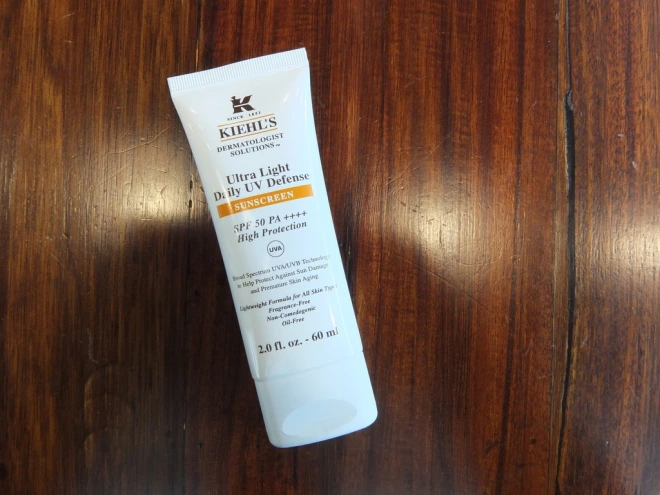 K
SINCE 1851
KIEHL'S
DERMATOLOGIST
SOLUTIONS™
Ultra Light
Daily UV Defense
SUNSCREEN
SPF 50 PA ++++
High Protection
UVA
Broad Spectrum UVA/UVB Technology
to Help Protect Against Sun Damage
and Premature Skin Aging
Lightweight Formula for All Skin Types
Fragrance-Free
Non-Comedogenic
Oil-Free
2.0 fl. oz. - 60 ml